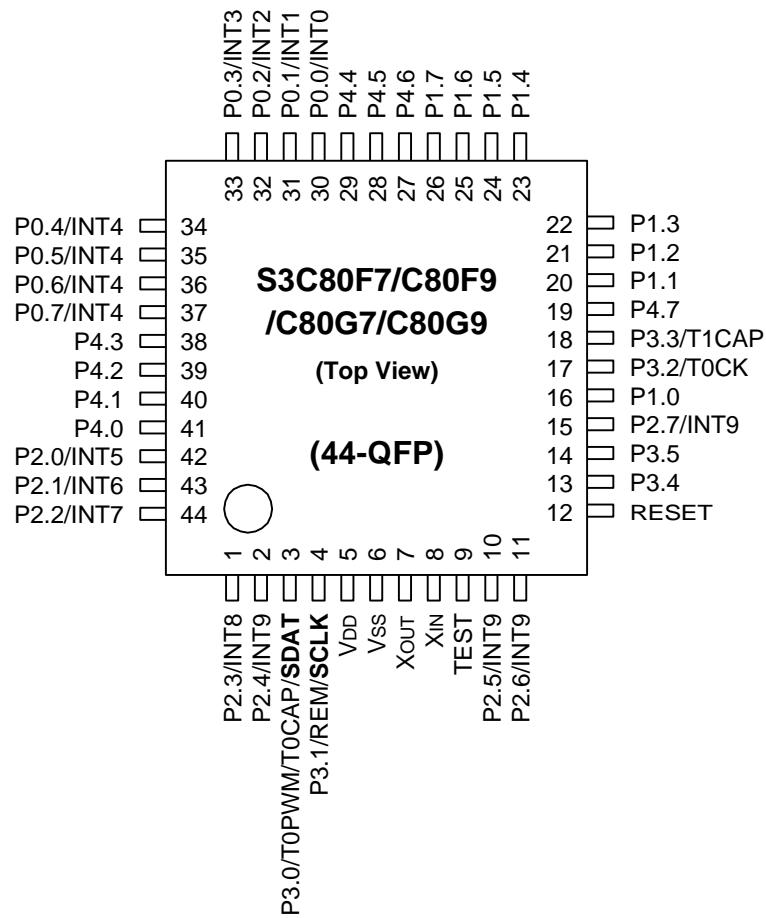 P0.3/INT3
P0.2/INT2
P0.1/INT1
P0.0/INT0
P4.4
P4.5
P4.6
P1.7
P1.6
P1.5
P1.4
33
32
31
30
29
28
27
26
25
24
23
P0.4/INT4 34
P0.5/INT4 35
P0.6/INT4 36
P0.7/INT4 37
P4.3 38
P4.2 39
P4.1 40
P4.0 41
P2.0/INT5 42
P2.1/INT6 43
P2.2/INT7 44
S3C80F7/C80F9
/C80G7/C80G9
(Top View)
(44-QFP)
22 P1.3
21 P1.2
20 P1.1
19 P4.7
18 P3.3/T1CAP
17 P3.2/T0CK
16 P1.0
15 P2.7/INT9
14 P3.5
13 P3.4
12 RESET
1
2
3
4
5
6
7
8
9
10
11
P2.3/INT8
P2.4/INT9
P3.0/T0PWM/T0CAP/SDAT
P3.1/REM/SCLK
VDD
VSS
XOUT
XIN
TEST
P2.5/INT9
P2.6/INT9